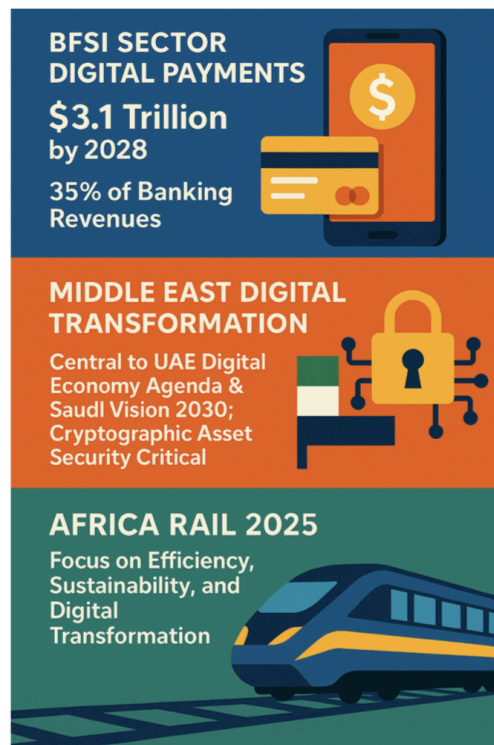 BFSI SECTOR
DIGITAL PAYMENTS
$3.1 Trillion
by 2028
35% of Banking
Revenues
$
MIDDLE EAST DIGITAL
TRANSFORMATION
Central to UAE Digital
Economy Agenda &
Saudl Vision 2030;
Cryptographic Asset
Security Critical
AFRICA RAIL 2025
Focus on Efficiency,
Sustainability, and
Digital
Transformation